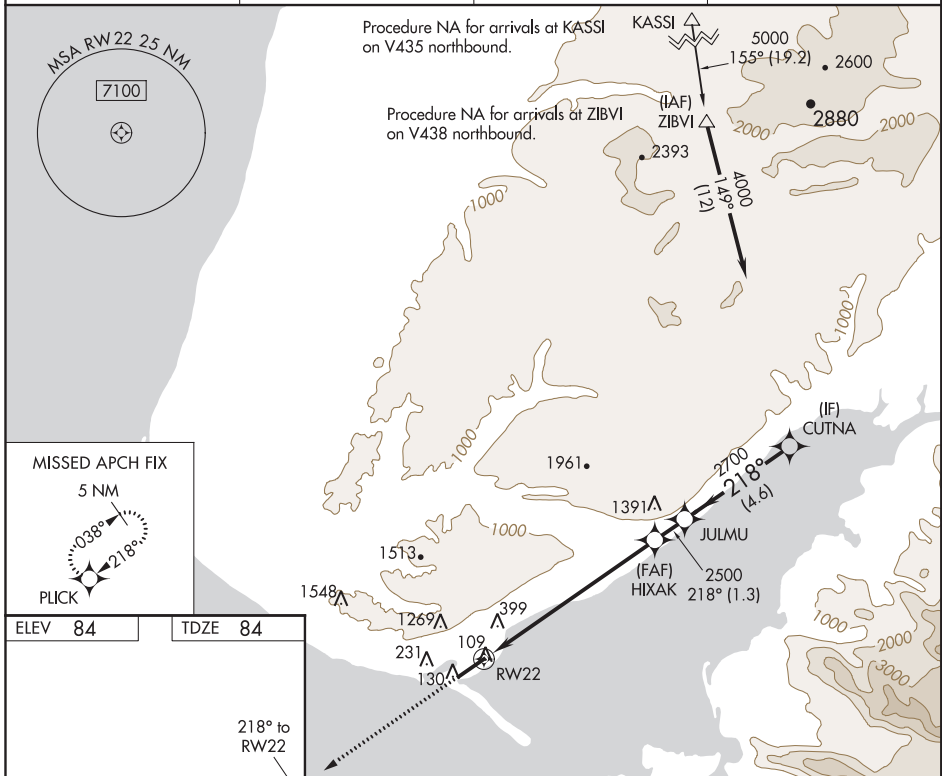 MSA RW22 25 NM
7100
Procedure NA for arrivals at KASSI
on V435 northbound.
Procedure NA for arrivals at ZIBVI
on V438 northbound.
KASSI
5000
155° (19.2)
2600
(IAF)
ZIBVI
2880
2000
2000
2393
4000
149°
(12)
1000
1000
1000
(IF)
CUTNA
2700
218°
(4.6)
1961
1391
JULMU
(FAF)
HIXAK
2500
218° (1.3)
MISSED APCH FIX
5 NM
038°
218°
PLICK
1000
1513
1548
1269
399
231
109
130
RW22
1000
2000
3000
ELEV 84
TDZE 84
218° to
RW22